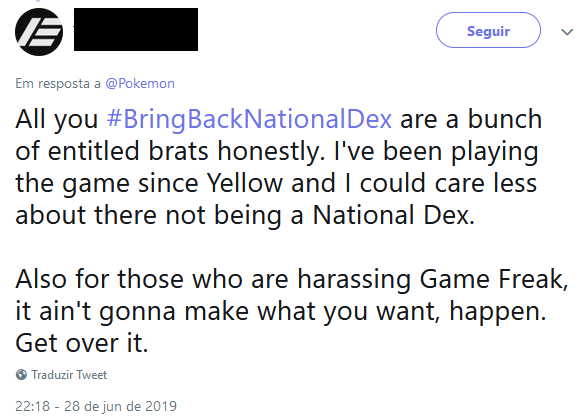 Seguir
Em resposta a @Pokemon
All you #BringBackNationalDex are a bunch
of entitled brats honestly. I've been playing
the game since Yellow and I could care less
about there not being a National Dex.
Also for those who are harassing Game Freak,
it ain't gonna make what you want, happen.
Get over it.
Traduzir Tweet
22:18 - 28 de jun de 2019